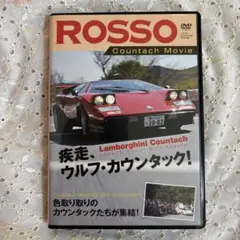 ROSSO
Countach Movie
DVD
Lamborghini Countach
疾走、
ウルフ・カウンタック!
色取り取りの
カウンタックたちが集結!